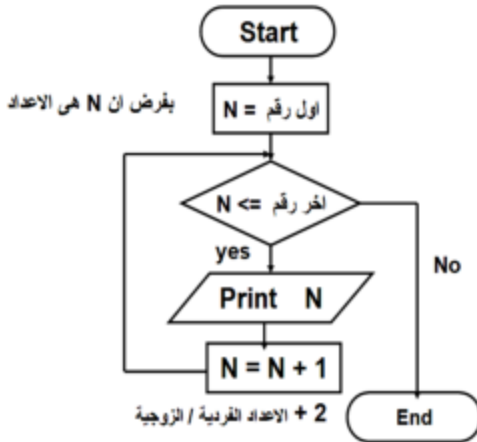 Start
بفرض ان N هى الاعداد
N = اول رقم
N <= اخر رقم
yes
No
Print N
N = N + 1
+ 2 الاعداد الفردية / الزوجية
End